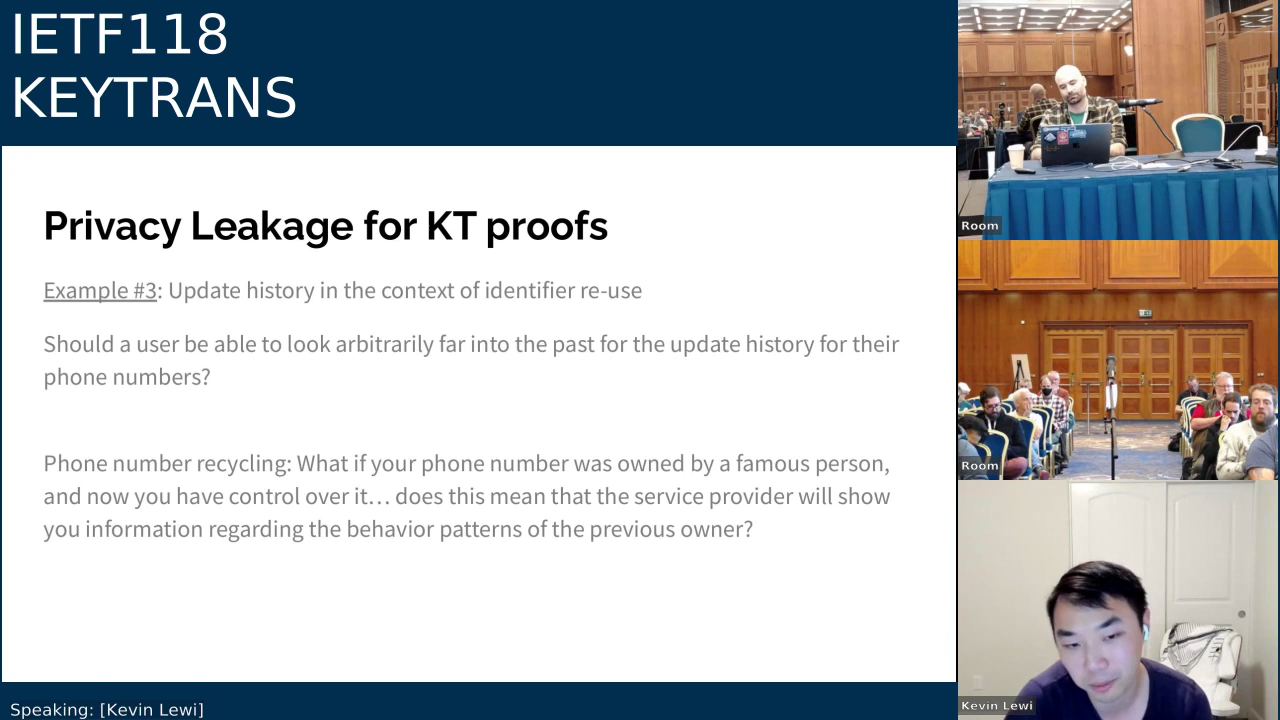 IETF118
KEYTRANS
Privacy Leakage for KT proofs
Example #3: Update history in the context of identifier re-use
Should a user be able to look arbitrarily far into the past for the update history for their
phone numbers?
Phone number recycling: What if your phone number was owned by a famous person,
and now you have control over it… does this mean that the service provider will show
you information regarding the behavior patterns of the previous owner?
Speaking: [Kevin Lewi]
Room
Room
Kevin Lewi